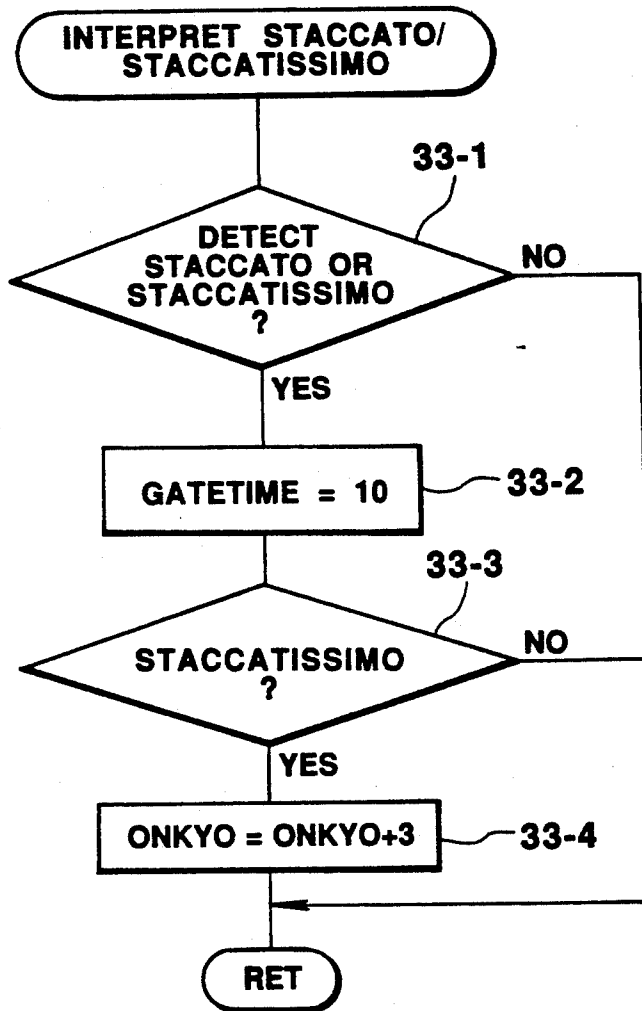 INTERPRET STACCATO/
STACCATISSIMO
33-1
DETECT
STACCATO OR
STACCATISSIMO
?
NO
YES
GATETIME = 10
33-2
33-3
STACCATISSIMO
?
NO
YES
ONKYO = ONKYO+3
33-4
RET